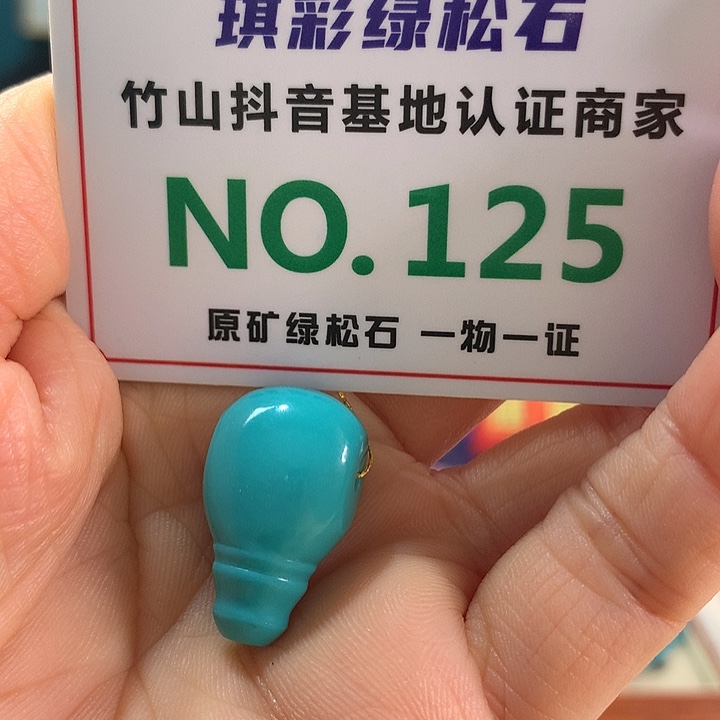 琪彩绿松石
竹山抖音基地认证商家
NO.125
原矿绿松石 一物一证